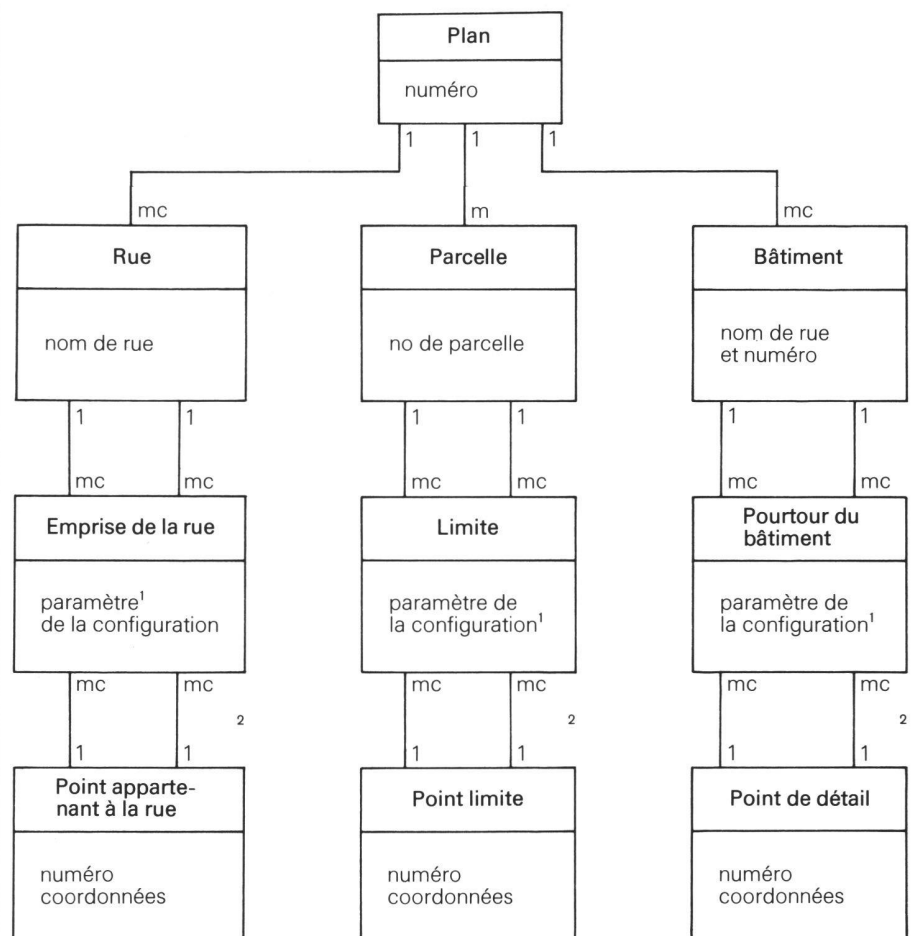 Plan
numéro
1 1 1
mc m mc
Rue Parcelle Bâtiment
nom de rue
no de parcelle
nom de rue
et numéro
1 1 1 1 1 1
mc mc mc mc mc mc
Emprise de la rue
Limite
Pourtour du
bâtiment
paramètre¹
de la configuration
paramètre de
la configuration¹
paramètre de
la configuration¹
mc mc mc mc mc mc
2 2 2
1 1 1 1 1 1
Point apparte-
nant à la rue
Point limite
Point de détail
numéro
coordonnées
numéro
coordonnées
numéro
coordonnées